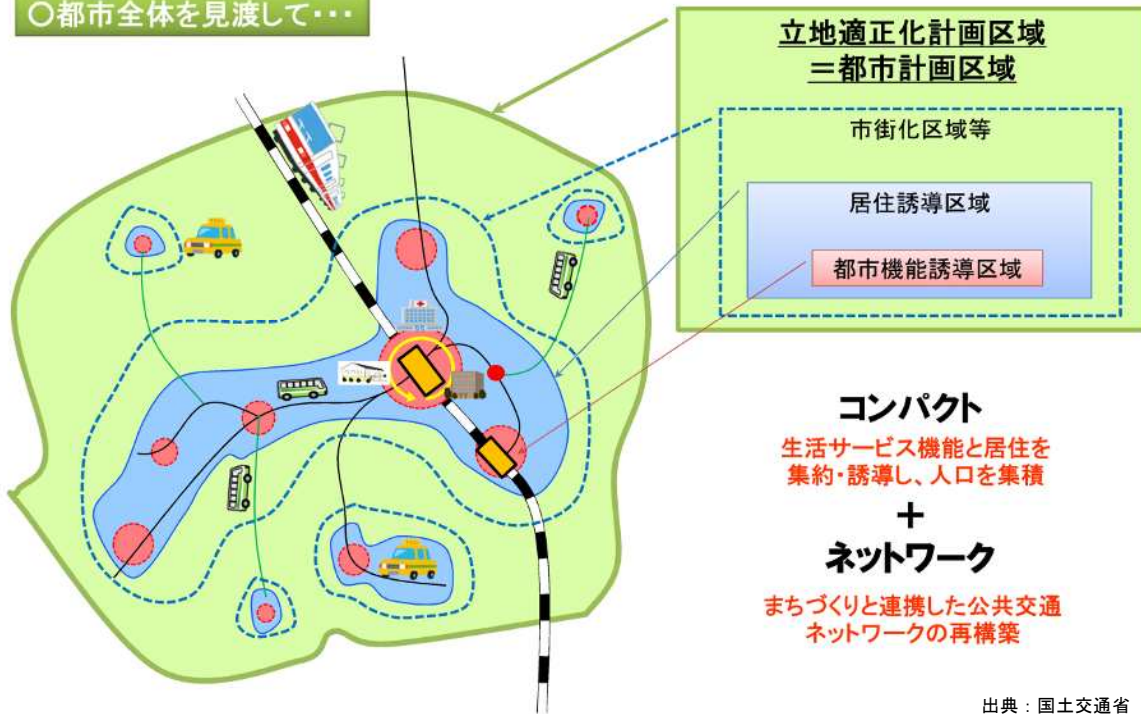 ○都市全体を見渡して・・・
立地適正化計画区域
＝都市計画区域
市街化区域等
居住誘導区域
都市機能誘導区域
コンパクト
生活サービス機能と居住を
集約・誘導し、人口を集積
＋
ネットワーク
まちづくりと連携した公共交通
ネットワークの再構築
出典：国土交通省